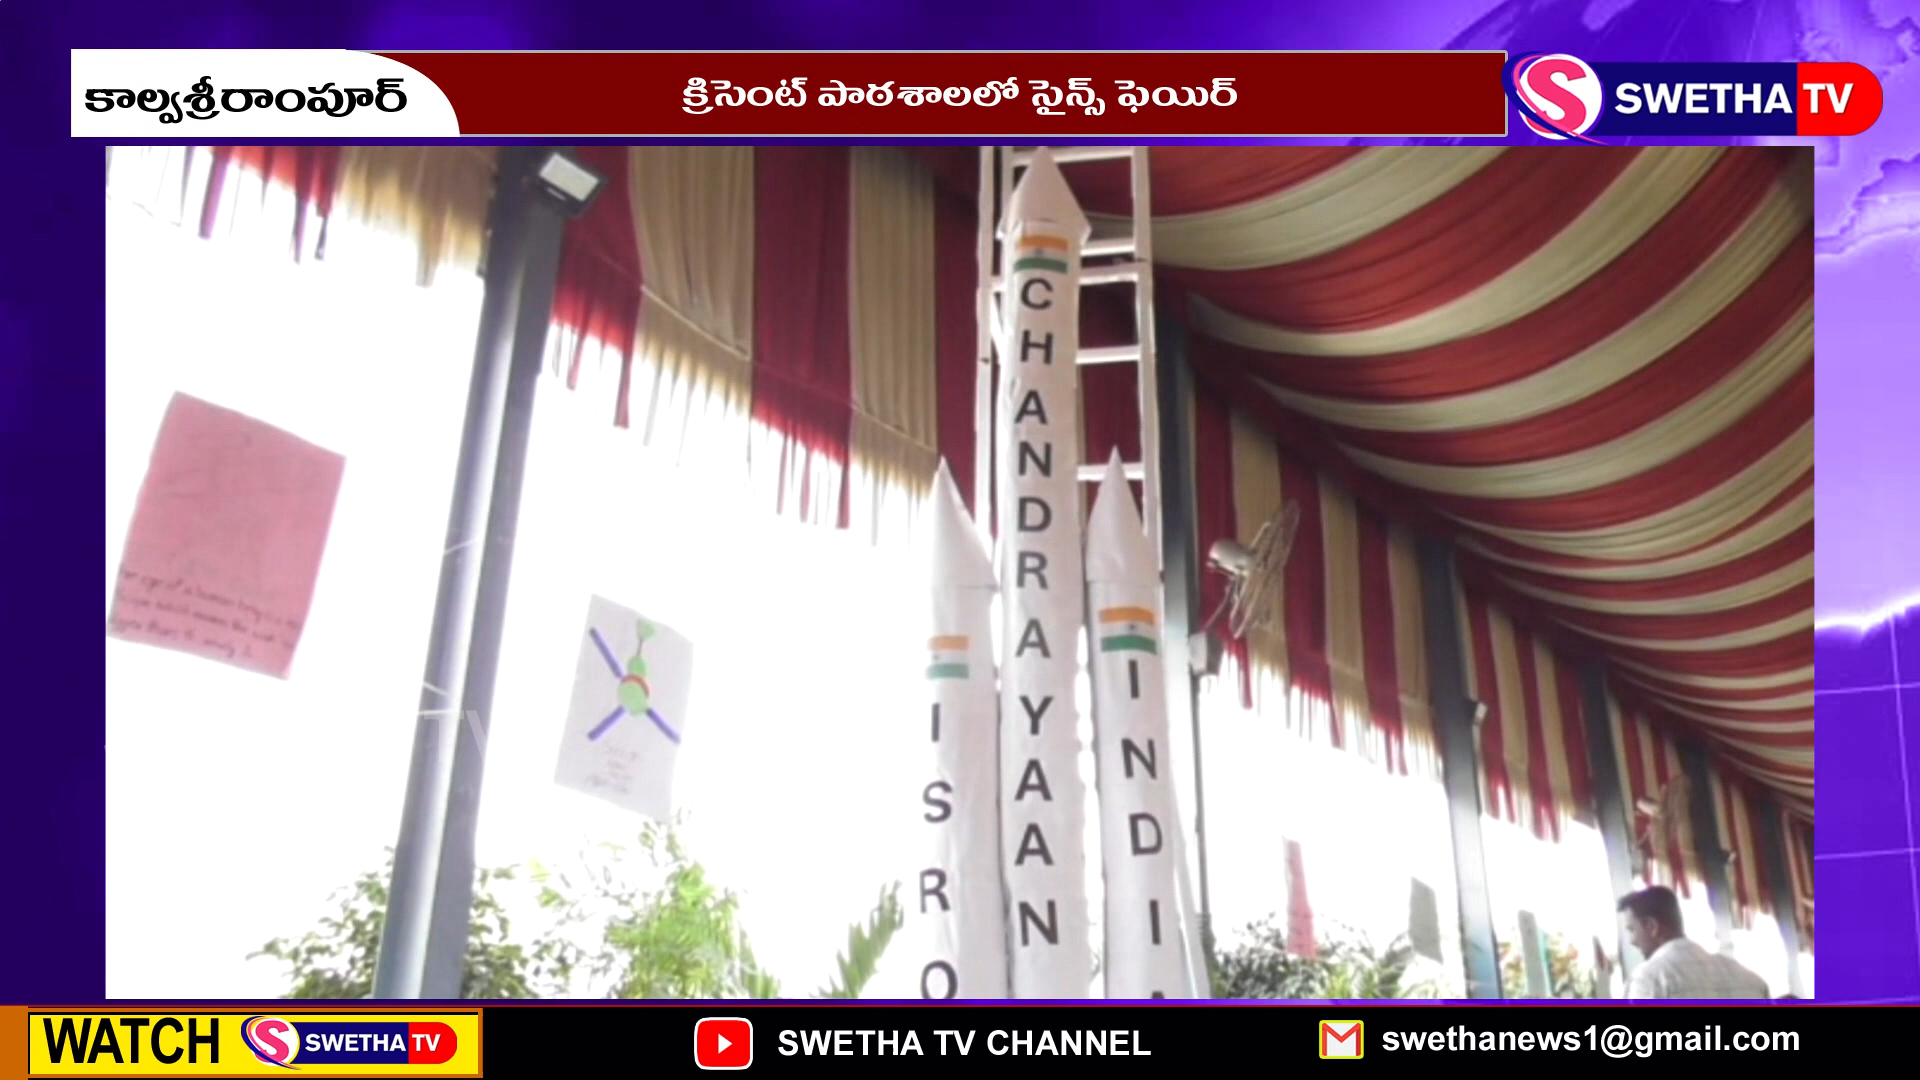 కాల్వశ్రీరాంపూర్
క్రిసెంట్ పాఠశాలలో సైన్స్ ఫెయిర్
S SWETHA TV
CHANDRAYAAN
ISRO
INDIA
WATCH S SWETHA TV
SWETHA TV CHANNEL
swethanews1@gmail.com